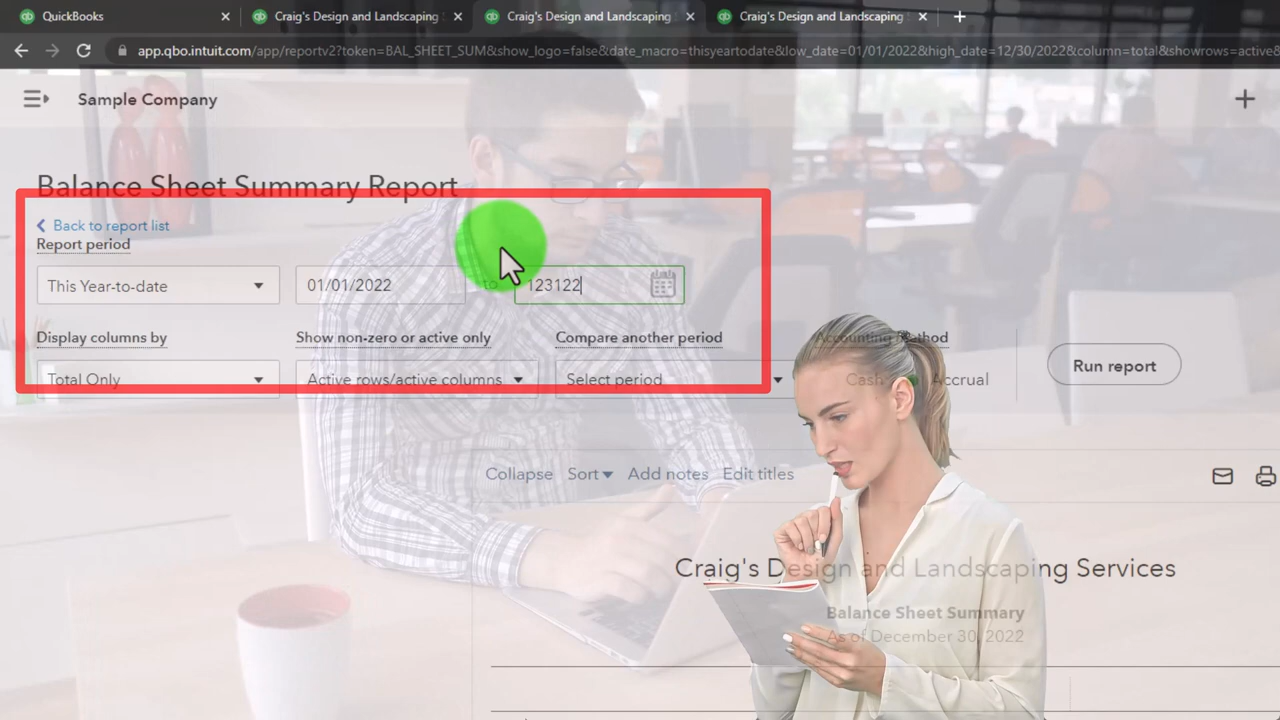 QuickBooks
Craig's Design and Landscaping
Craig's Design and Landscaping
Craig's Design and Landscaping
app.qbo.intuit.com/app/reportv2?token=BAL_SHEET_SUM&show_logo=false&date_macro=thisyeartodate&low_date=01/01/2022&high_date=12/30/2022&column=total&showrows=active&
Sample Company
Balance Sheet Summary Report
Back to report list
Report period
This Year-to-date
01/01/2022
to
123122
Display columns by
Show non-zero or active only
Compare another period
Accounting Method
Total Only
Active rows/active columns
Select period
Cash
Accrual
Run report
Collapse
Sort
Add notes
Edit titles
Craig's Design and Landscaping Services
Balance Sheet Summary
As of December 30, 2022